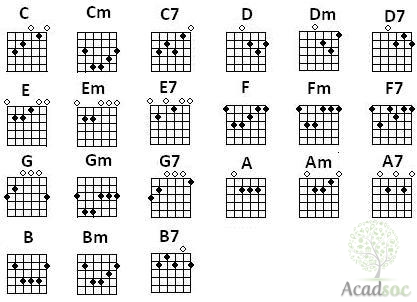 C Cm C7 D Dm D7
E Em E7 F Fm F7
G Gm G7 A Am A7
B Bm B7
Acadsoc